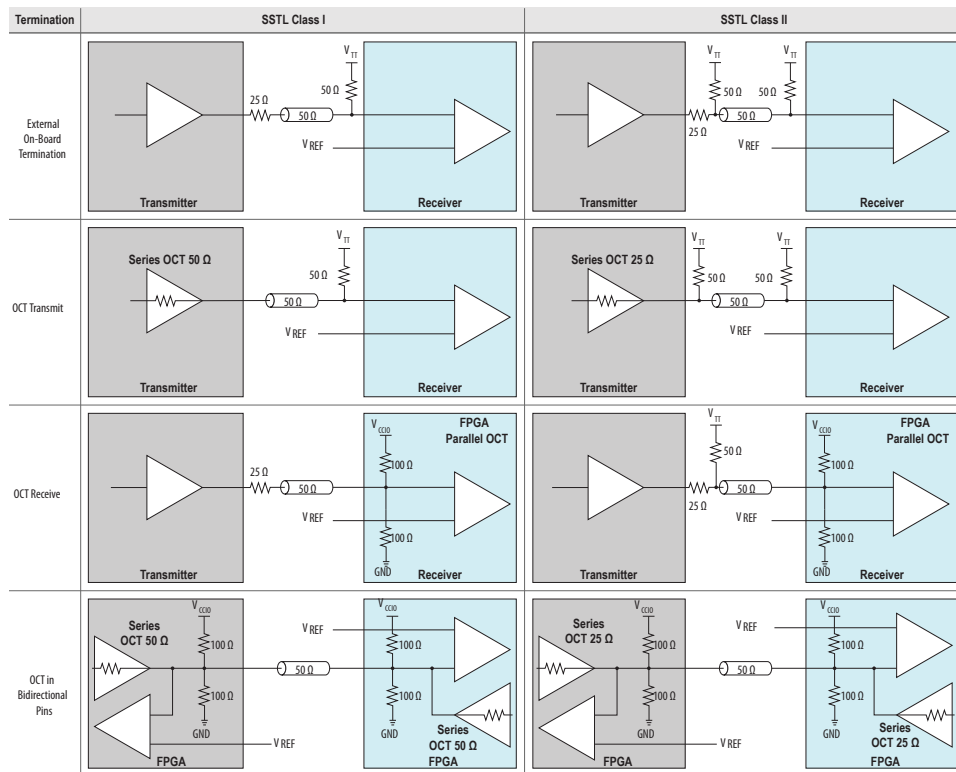 Termination
SSTL Class I
SSTL Class II
External
On-Board
Termination
V TT
50 Ω
25 Ω
50 Ω
V REF
Transmitter
Receiver
V TT
V TT
50 Ω
50 Ω
50 Ω
25 Ω
V REF
Transmitter
Receiver
OCT Transmit
Series OCT 50 Ω
V TT
50 Ω
50 Ω
V REF
Transmitter
Receiver
Series OCT 25 Ω
V TT
V TT
50 Ω
50 Ω
50 Ω
V REF
Transmitter
Receiver
OCT Receive
V CCIO
FPGA
Parallel OCT
100 Ω
25 Ω
50 Ω
V REF
100 Ω
GND
Transmitter
Receiver
V TT
50 Ω
V CCIO
FPGA
Parallel OCT
100 Ω
50 Ω
25 Ω
V REF
100 Ω
GND
Transmitter
Receiver
OCT in
Bidirectional
Pins
Series
OCT 50 Ω
V CCIO
100 Ω
100 Ω
GND
V REF
FPGA
50 Ω
V REF
V CCIO
100 Ω
100 Ω
GND
Series
OCT 50 Ω
FPGA
Series
OCT 25 Ω
V CCIO
100 Ω
100 Ω
GND
V REF
FPGA
50 Ω
V REF
V CCIO
100 Ω
100 Ω
GND
Series
OCT 25 Ω
FPGA